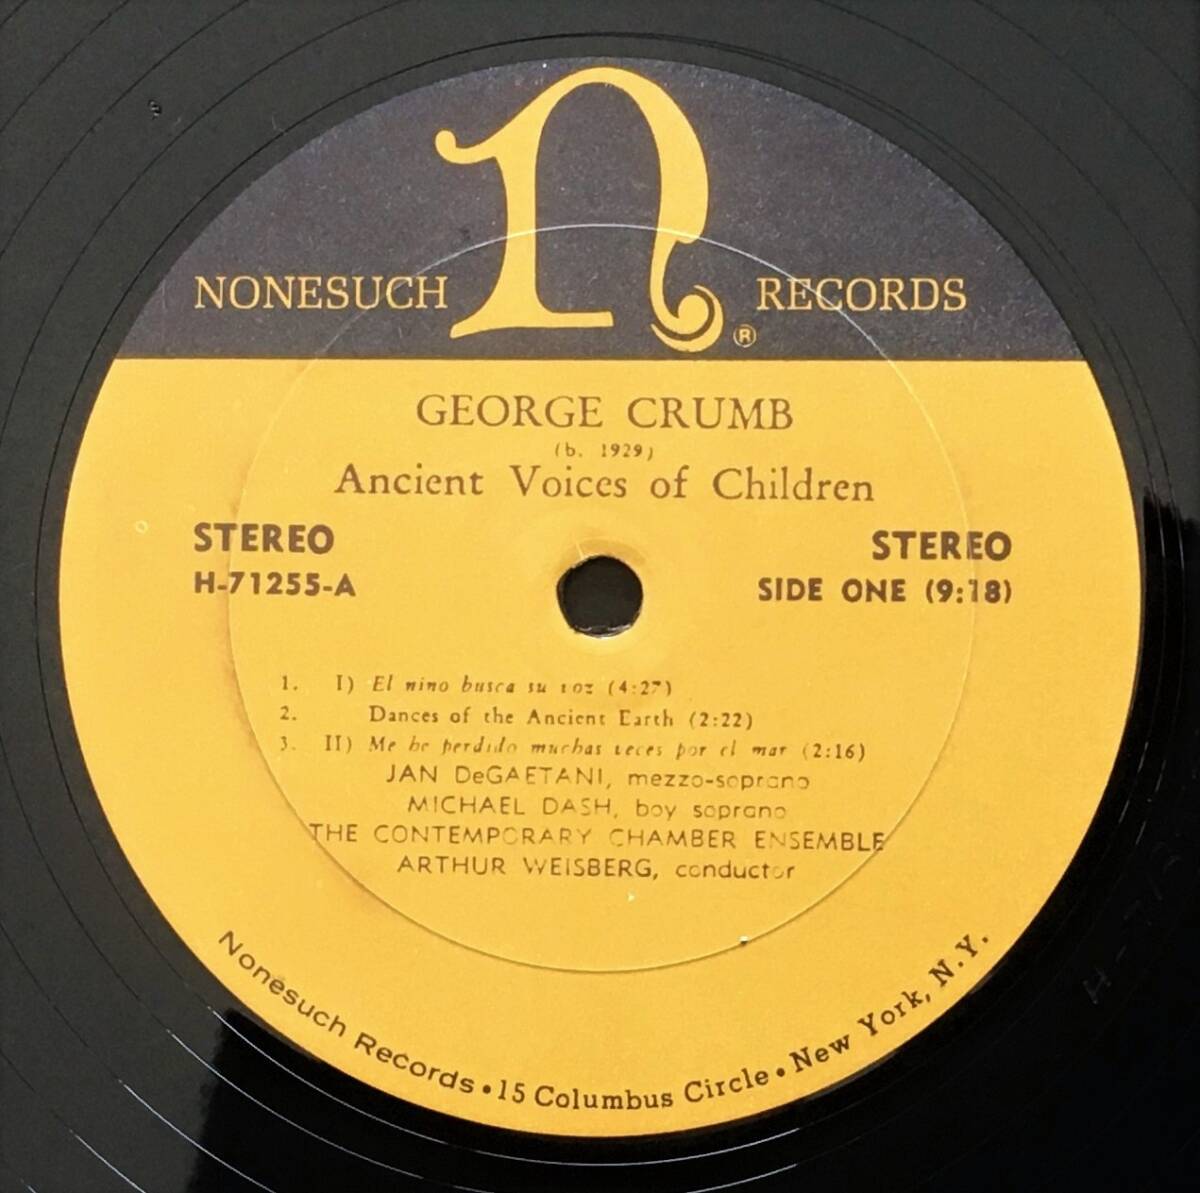 n
NONESUCH RECORDS
®
GEORGE CRUMB
(b. 1929)
Ancient Voices of Children
STEREO STEREO
H-71255-A SIDE ONE (9:18)
1. I) El nino busca su voz (4:27)
2. Dances of the Ancient Earth (2:22)
3. II) Me he perdido muchas veces por el mar (2:16)
JAN DeGAETANI, mezzo-soprano
MICHAEL DASH, boy soprano
THE CONTEMPORARY CHAMBER ENSEMBLE
ARTHUR WEISBERG, conductor
Nonesuch Records • 15 Columbus Circle • New York, N.Y.